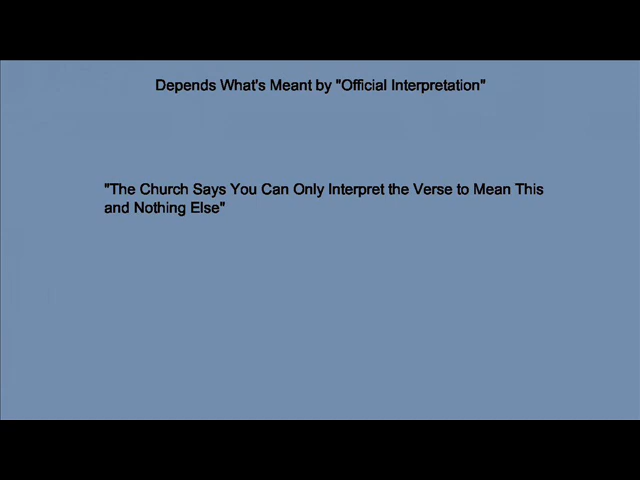 Depends What's Meant by "Official Interpretation"
"The Church Says You Can Only Interpret the Verse to Mean This
and Nothing Else"